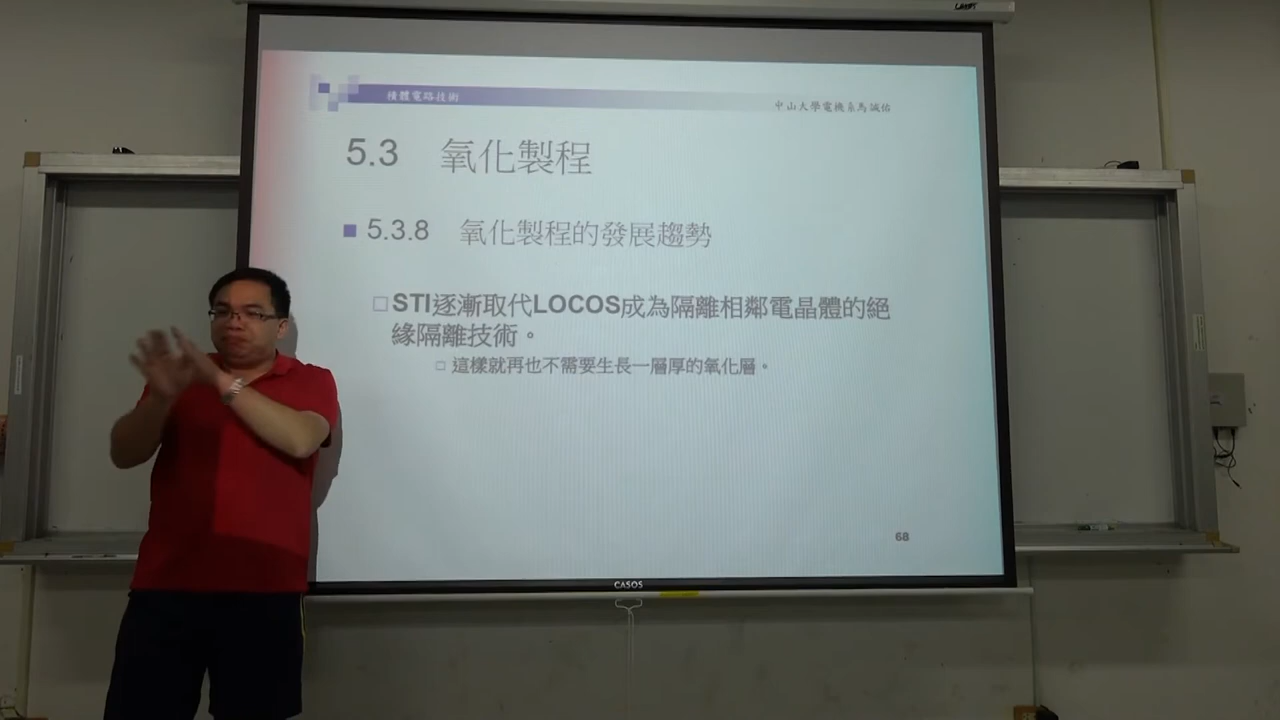 積體電路技術
中山大學電機系馬誠佑
5.3 氧化製程
5.3.8 氧化製程的發展趨勢
STI逐漸取代LOCOS成為隔離相鄰電晶體的絕
緣隔離技術。
這樣就再也不需要生長一層厚的氧化層。
68
CASOS